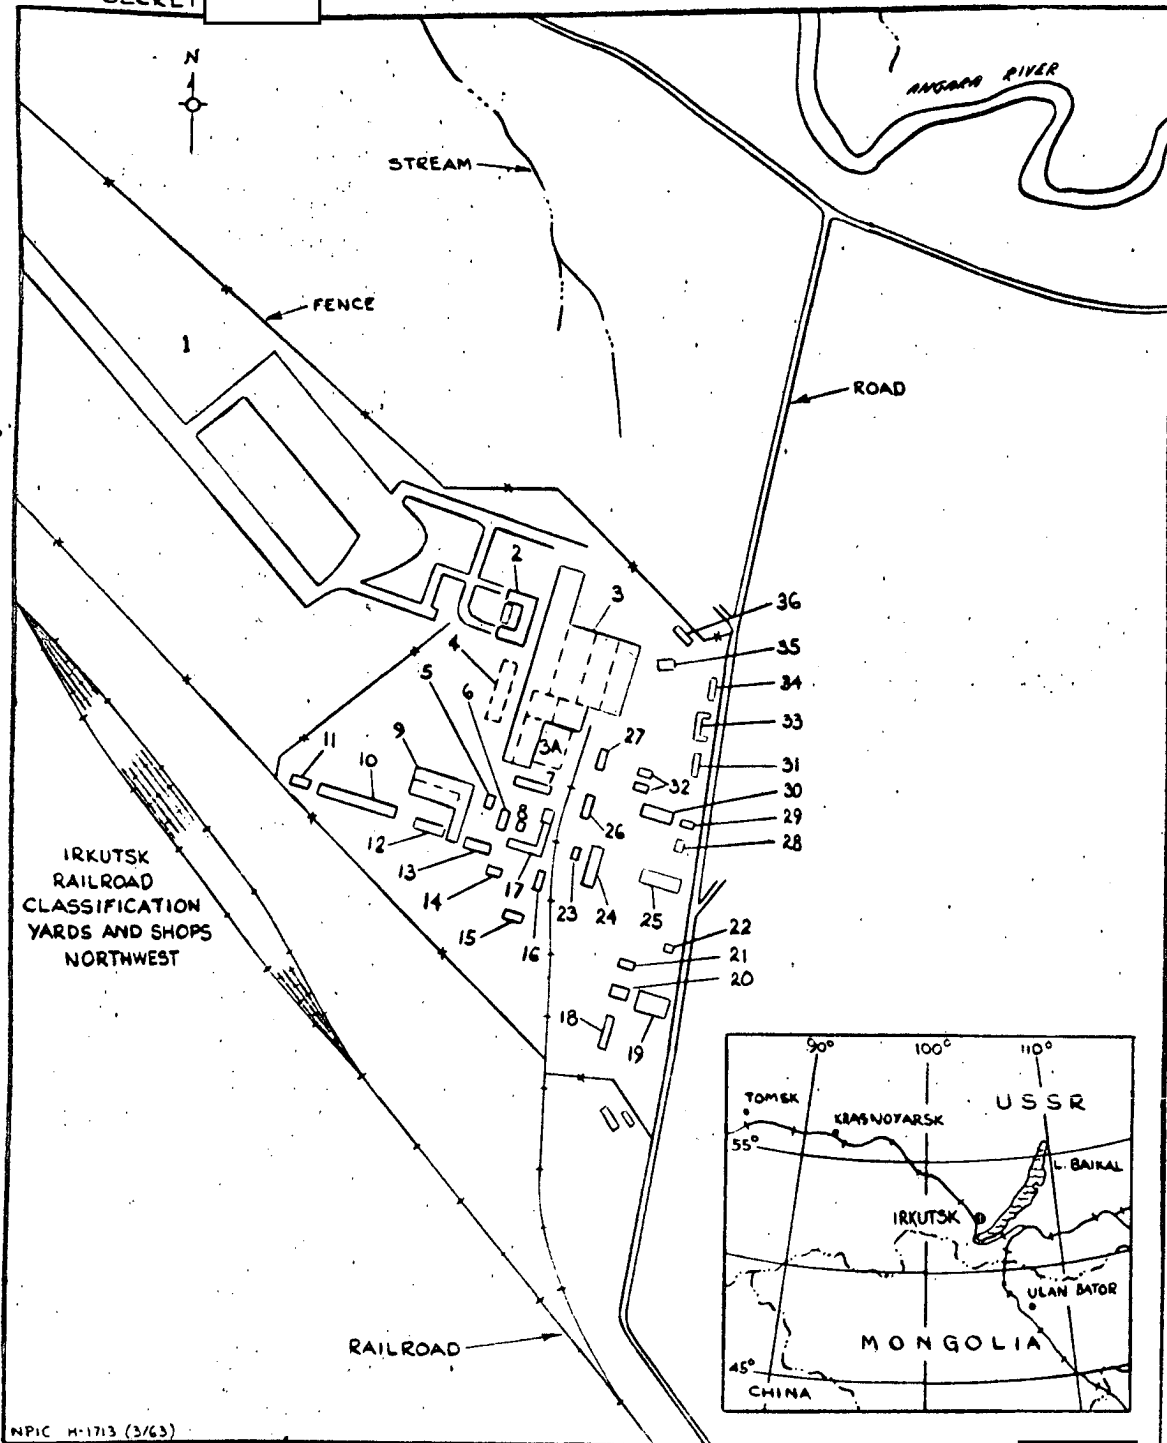 SECRET
N
ANGARA RIVER
STREAM
FENCE
1
ROAD
2
3
36
35
4
5
34
6
33
3A
27
9
11
31
10
7
32
30
29
8
26
28
12
13
17
23
24
25
14
16
15
22
21
20
18
19
IRKUTSK
RAILROAD
CLASSIFICATION
YARDS AND SHOPS
NORTHWEST
RAILROAD
90° 100° 110°
TOMSK
USSR
KRASNOYARSK
55°
L. BAIKAL
IRKUTSK
ULAN BATOR
MONGOLIA
45°
CHINA
NPIC H-1713 (3/63)